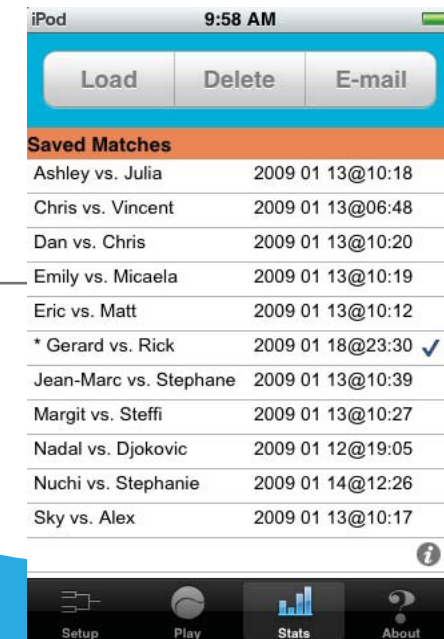 iPod 9:58 AM
Load Delete E-mail
Saved Matches
Ashley vs. Julia 2009 01 13@10:18
Chris vs. Vincent 2009 01 13@06:48
Dan vs. Chris 2009 01 13@10:20
Emily vs. Micaela 2009 01 13@10:19
Eric vs. Matt 2009 01 13@10:12
* Gerard vs. Rick 2009 01 18@23:30
Jean-Marc vs. Stephane 2009 01 13@10:39
Margit vs. Steffi 2009 01 13@10:27
Nadal vs. Djokovic 2009 01 12@19:05
Nuchi vs. Stephanie 2009 01 14@12:26
Sky vs. Alex 2009 01 13@10:17
Setup Play Stats About